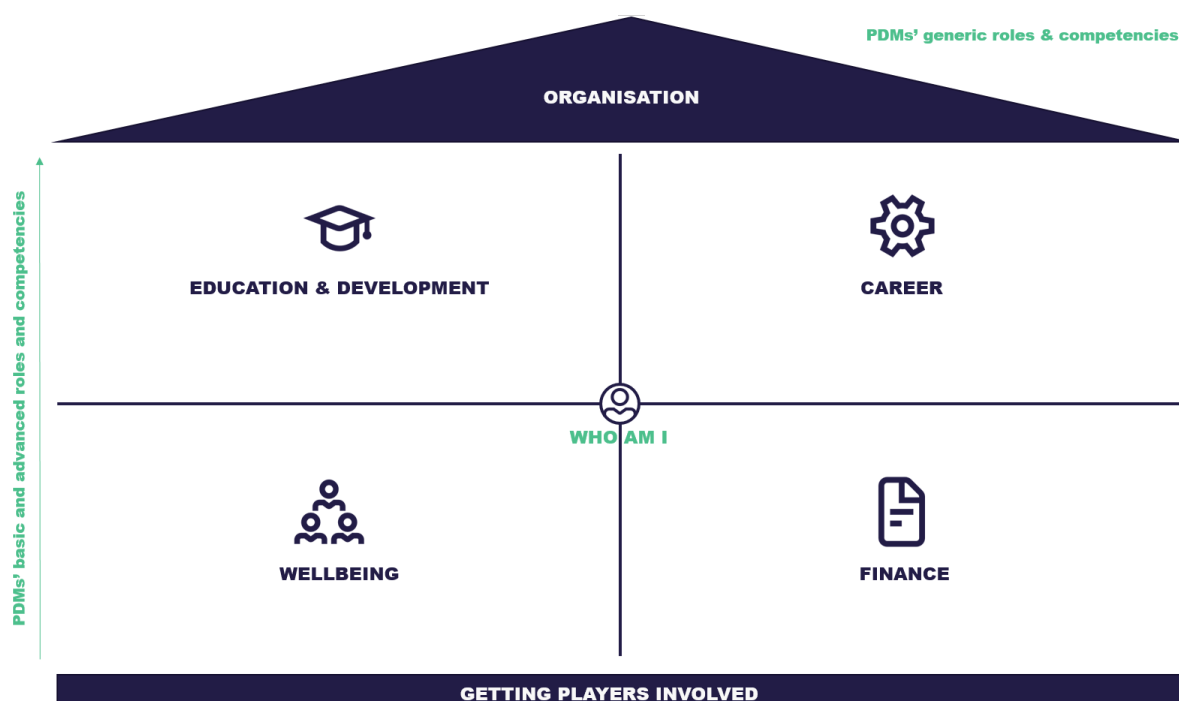 PDMs' generic roles & competencies
ORGANISATION
PDMs' basic and advanced roles and competencies
EDUCATION & DEVELOPMENT
CAREER
WHO AM I
WELLBEING
FINANCE
GETTING PLAYERS INVOLVED